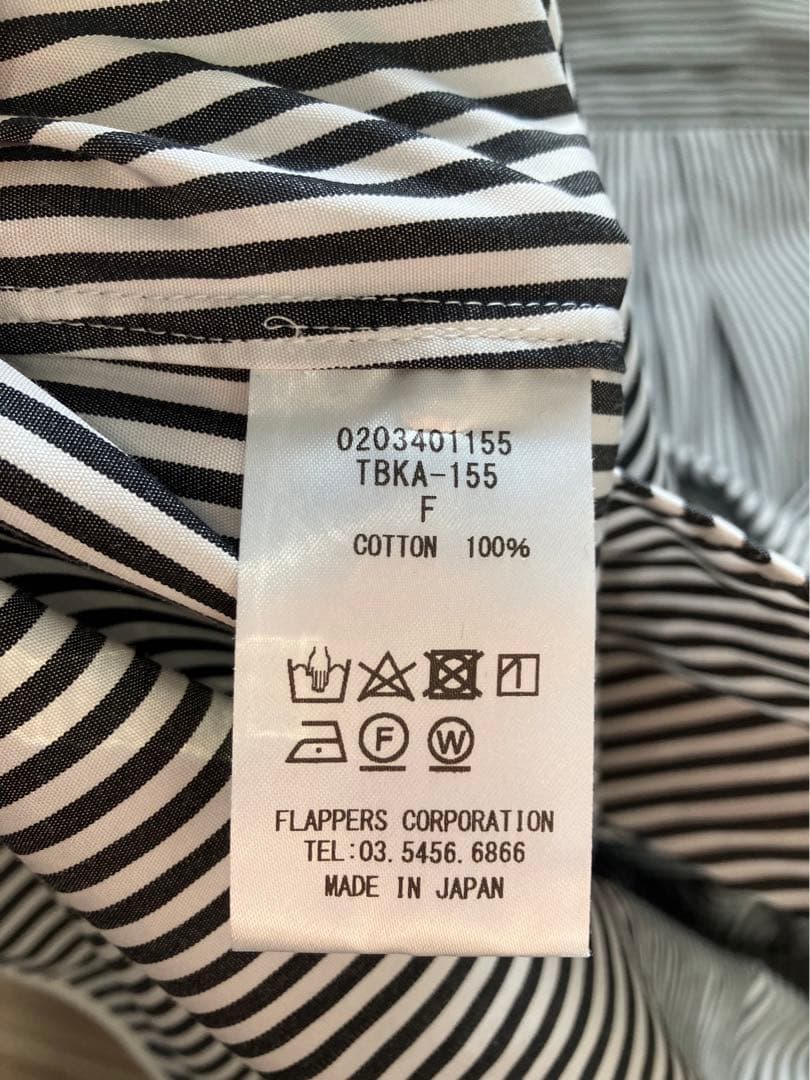 0203401155
TBKA-155
F
COTTON 100%
F W
FLAPPERS CORPORATION
TEL:03.5456.6866
MADE IN JAPAN